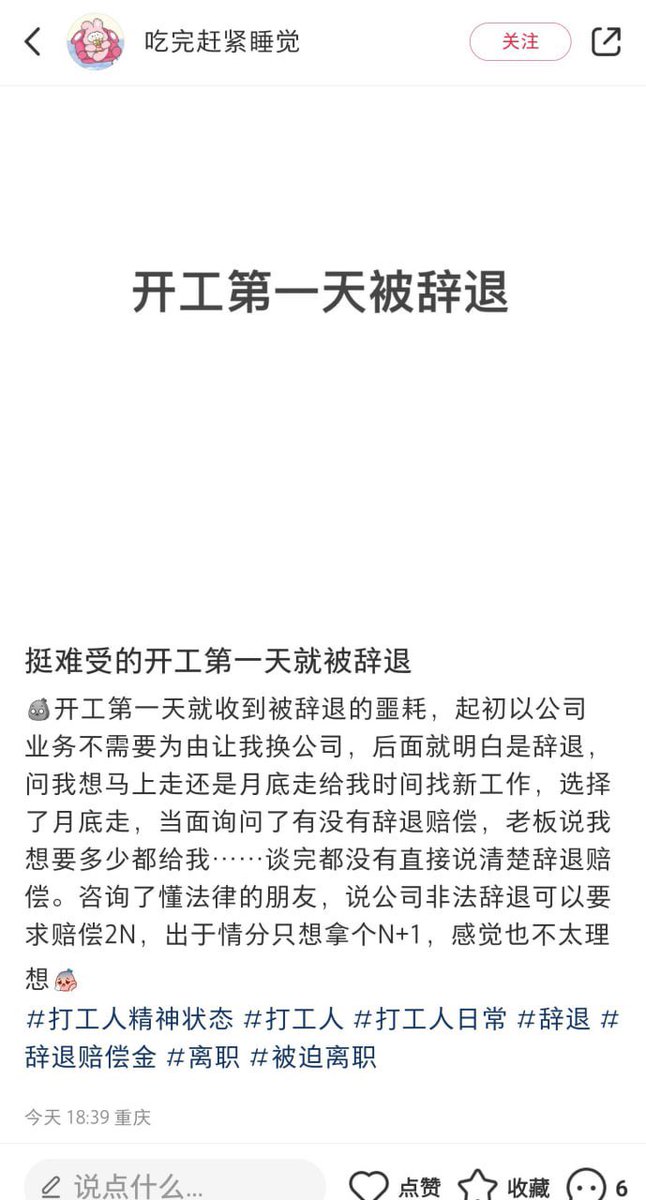 吃完赶紧睡觉
关注
开工第一天被辞退
挺难受的开工第一天就被辞退
开工第一天就收到被辞退的噩耗，起初以公司
业务不需要为由让我换公司，后面就明白是辞退，
问我想马上走还是月底走给我时间找新工作，选择
了月底走，当面询问了有没有辞退赔偿，老板说我
想要多少都给我……谈完都没有直接说清楚辞退赔
偿。咨询了懂法律的朋友，说公司非法辞退可以要
求赔偿2N，出于情分只想拿个N+1，感觉也不太理
想
#打工人精神状态 #打工人 #打工人日常 #辞退 #
辞退赔偿金 #离职 #被迫离职
今天 18:39 重庆
说点什么...
点赞
收藏
6